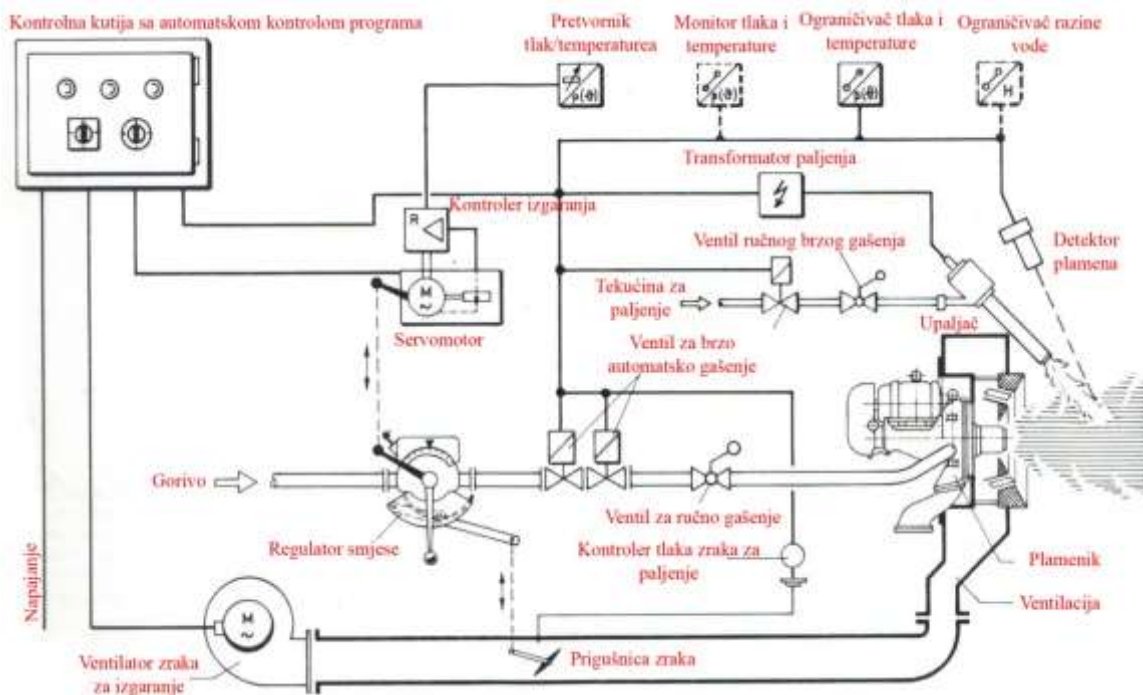 Kontrolna kutija sa automatskom kontrolom programa
Pretvornik
tlak/temperaturea
Monitor tlaka i
temperature
Ograničivač tlaka i
temperature
Ograničivač razine
vode
p(ϑ)
p(ϑ)
p(ϑ)
H
Transformator paljenja
R
Kontroler izgaranja
Ventil ručnog brzog gašenja
Detektor
plamena
M
~
Tekućina za
paljenje
Upaljač
Servomotor
Ventil za brzo
automatsko gašenje
Gorivo
Regulator smjese
Ventil za ručno gašenje
Kontroler tlaka zraka za
paljenje
Plamenik
Napajanje
Ventilacija
M
~
Ventilator zraka
za izgaranje
Prigušnica zraka